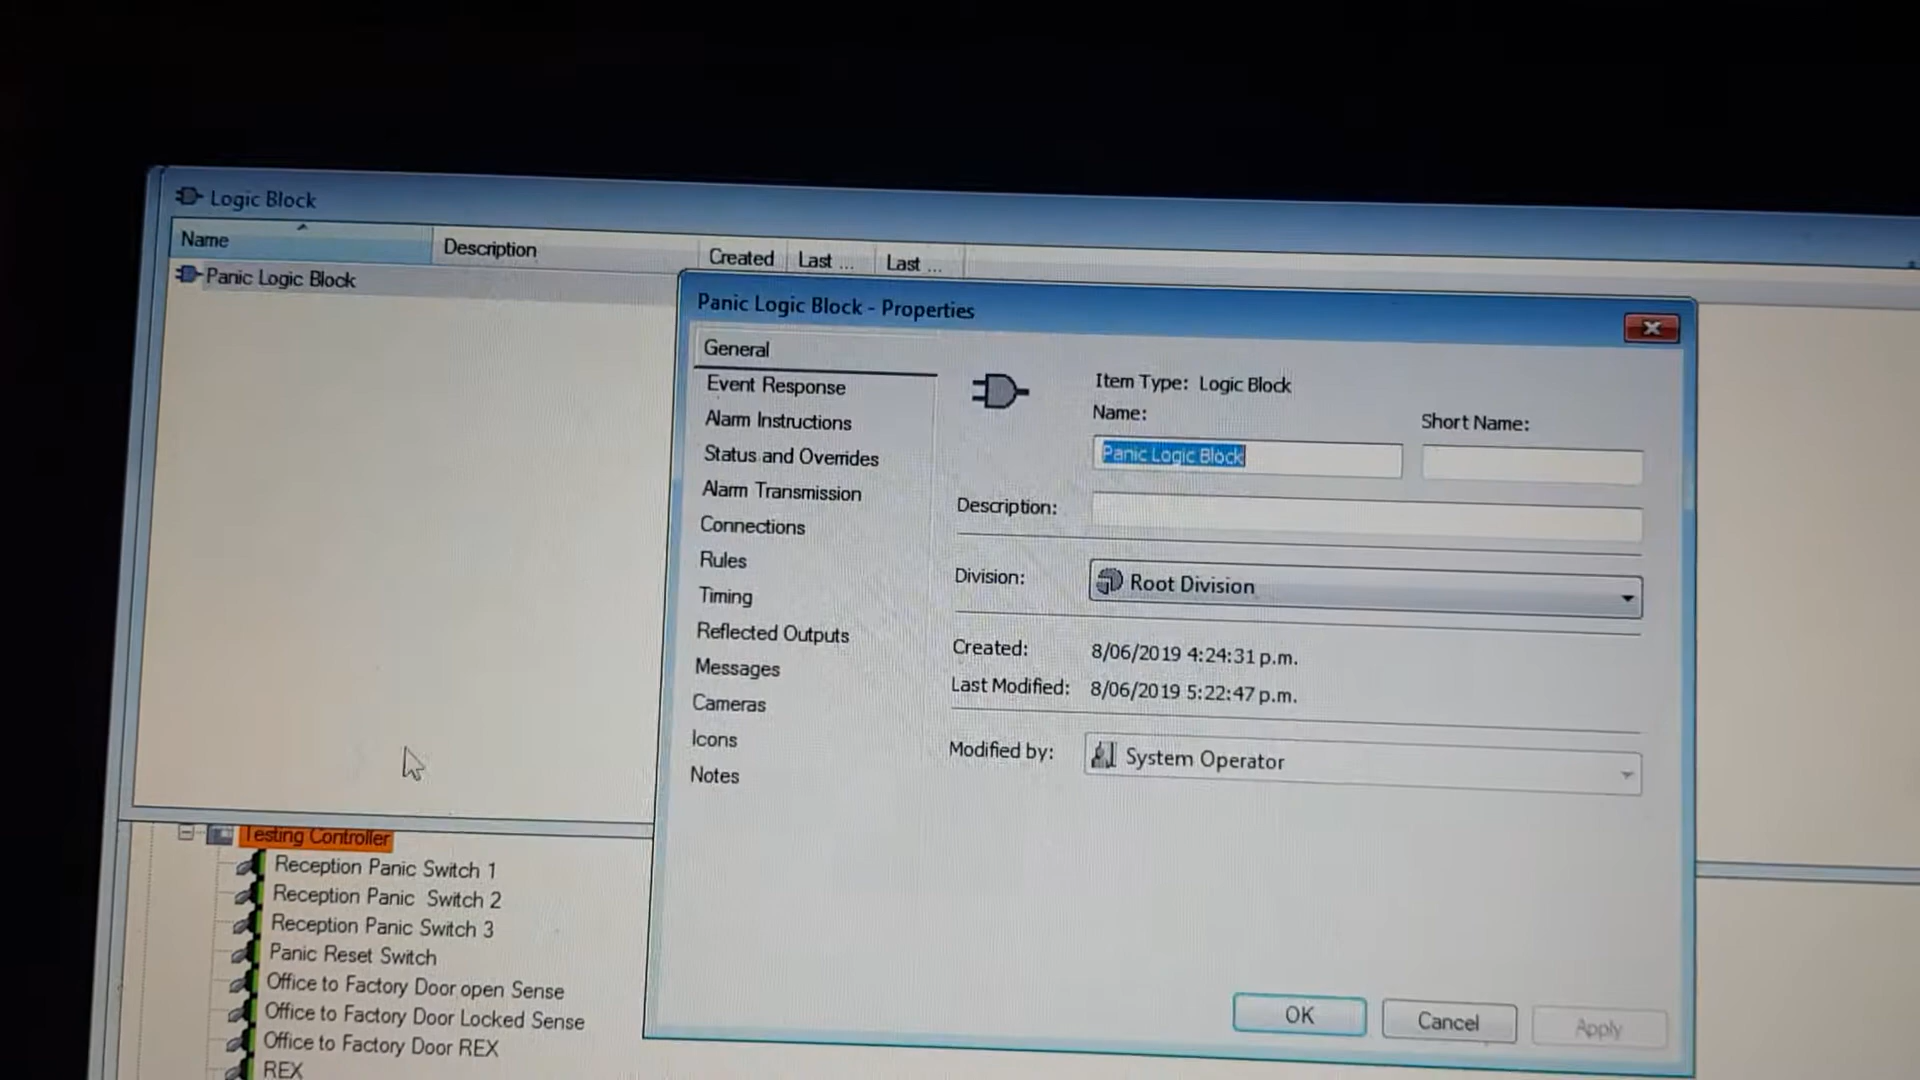 Logic Block
Name
Description
Created
Last ...
Last ...
Panic Logic Block
Panic Logic Block - Properties
General
Event Response
Alarm Instructions
Status and Overrides
Alarm Transmission
Connections
Rules
Timing
Reflected Outputs
Messages
Cameras
Icons
Notes
Item Type: Logic Block
Name:
Short Name:
Panic Logic Block
Description:
Division:
Root Division
Created:
8/06/2019 4:24:31 p.m.
Last Modified:
8/06/2019 5:22:47 p.m.
Modified by:
System Operator
OK
Cancel
Apply
Testing Controller
Reception Panic Switch 1
Reception Panic Switch 2
Reception Panic Switch 3
Panic Reset Switch
Office to Factory Door open Sense
Office to Factory Door Locked Sense
Office to Factory Door REX
REX